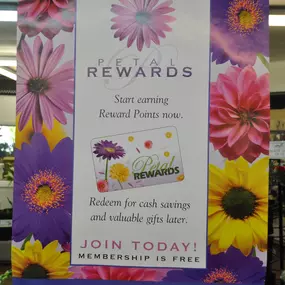 PETAL
REWARDS
Start earning
Reward Points now.
Petal
REWARDS
Redeem for cash savings
and valuable gifts later.
JOIN TODAY!
MEMBERSHIP IS FREE